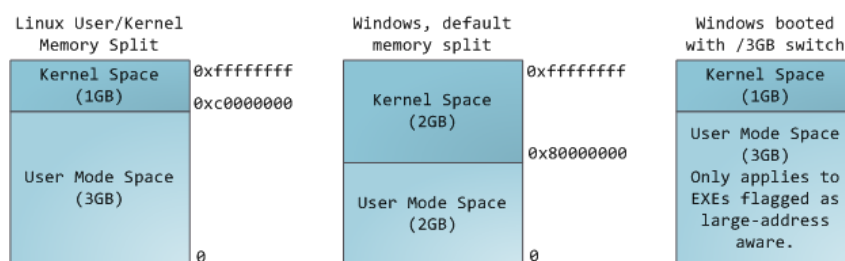 Linux User/Kernel
Memory Split
Kernel Space
(1GB)
0xffffffff
0xc0000000
User Mode Space
(3GB)
0
Windows, default
memory split
Kernel Space
(2GB)
0xffffffff
0x80000000
User Mode Space
(2GB)
0
Windows booted
with /3GB switch
Kernel Space
(1GB)
User Mode Space
(3GB)
Only applies to
EXEs flagged as
large-address
aware.